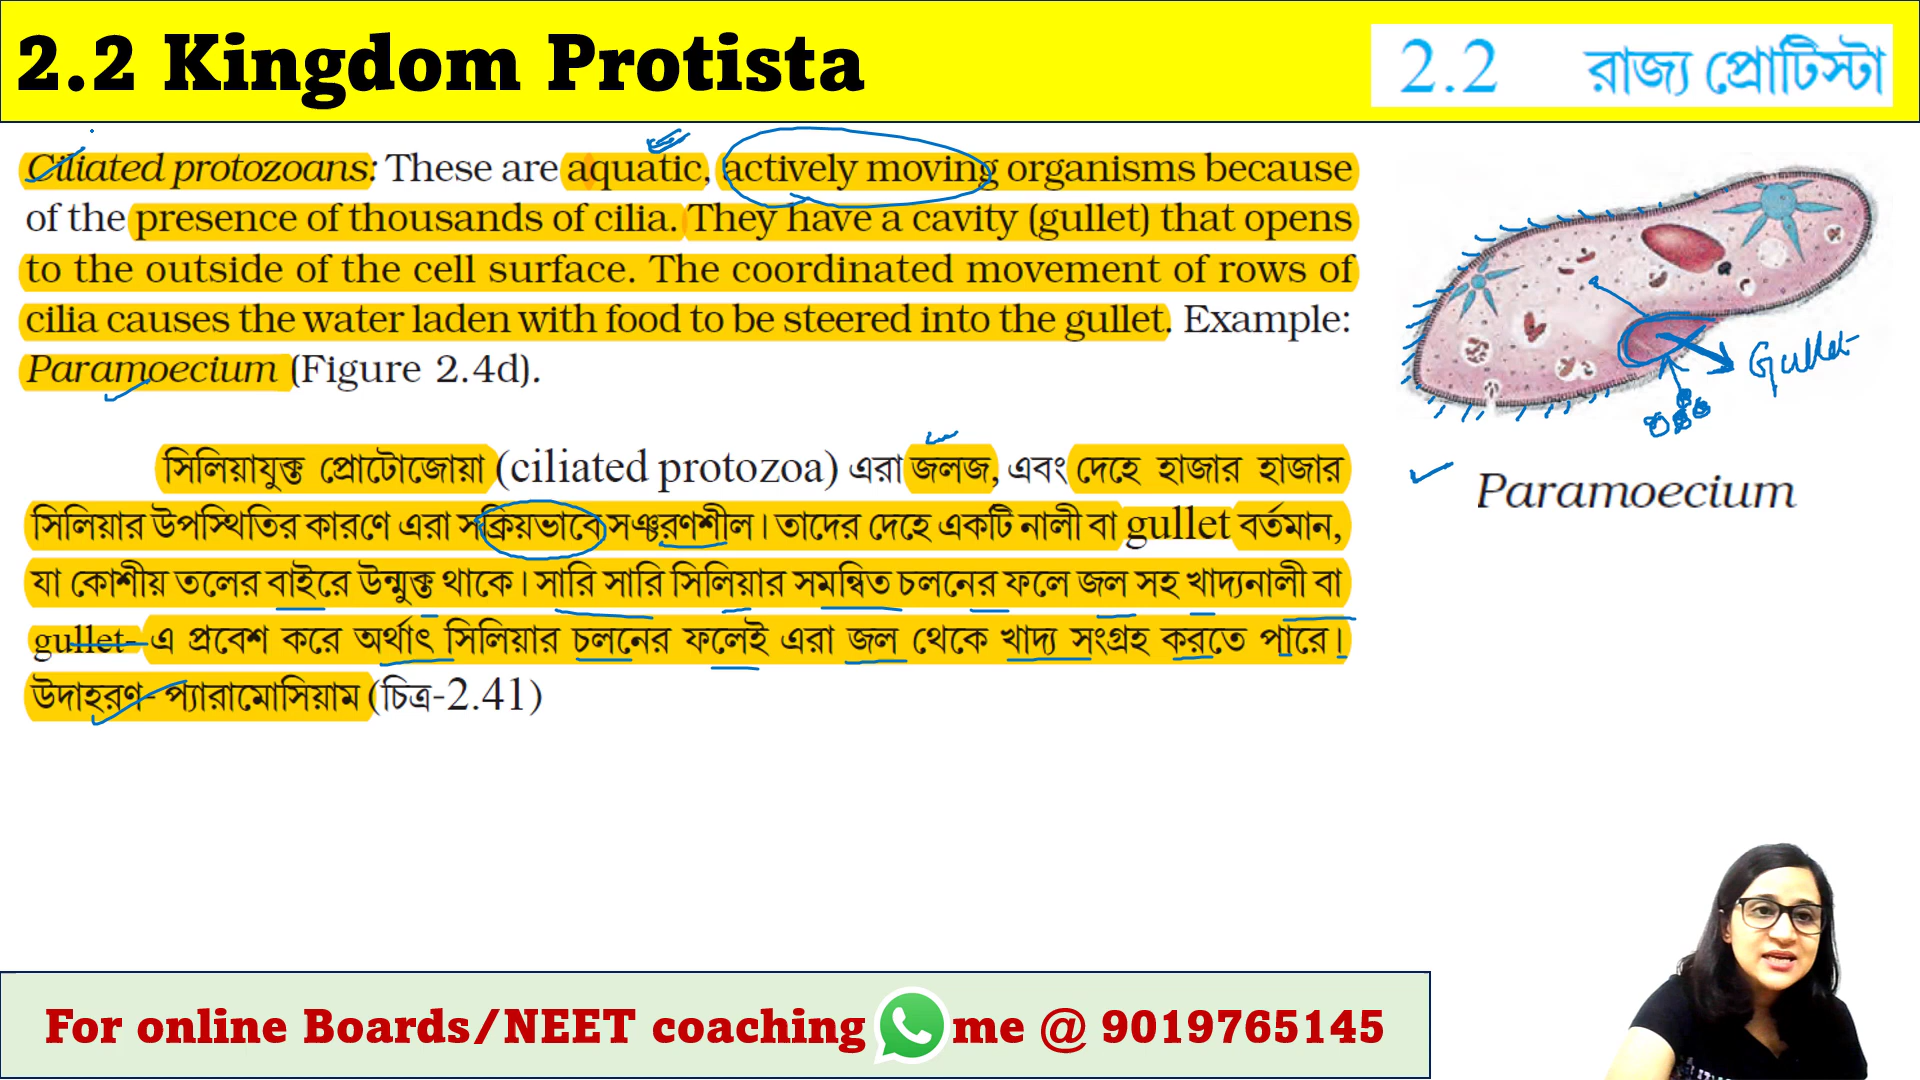 2.2 Kingdom Protista
2.2 রাজ্য প্রোটিস্টা
Ciliated protozoans: These are aquatic, actively moving organisms because
of the presence of thousands of cilia. They have a cavity (gullet) that opens
to the outside of the cell surface. The coordinated movement of rows of
cilia causes the water laden with food to be steered into the gullet. Example:
Paramoecium (Figure 2.4d).
Gullet
Paramoecium
সিলিয়াযুক্ত প্রোটোজোয়া (ciliated protozoa) এরা জলজ, এবং দেহে হাজার হাজার
সিলিয়ার উপস্থিতির কারণে এরা সক্রিয়ভাবে সঞ্চরণশীল। তাদের দেহে একটি নালী বা gullet বর্তমান,
যা কোশীয় তলের বাইরে উন্মুক্ত থাকে। সারি সারি সিলিয়ার সমন্বিত চলনের ফলে জল সহ খাদ্যনালী বা
gullet- এ প্রবেশ করে অর্থাৎ সিলিয়ার চলনের ফলেই এরা জল থেকে খাদ্য সংগ্রহ করতে পারে।
উদাহরণ- প্যারামোসিয়াম (চিত্র-2.41)
For online Boards/NEET coaching me @ 9019765145